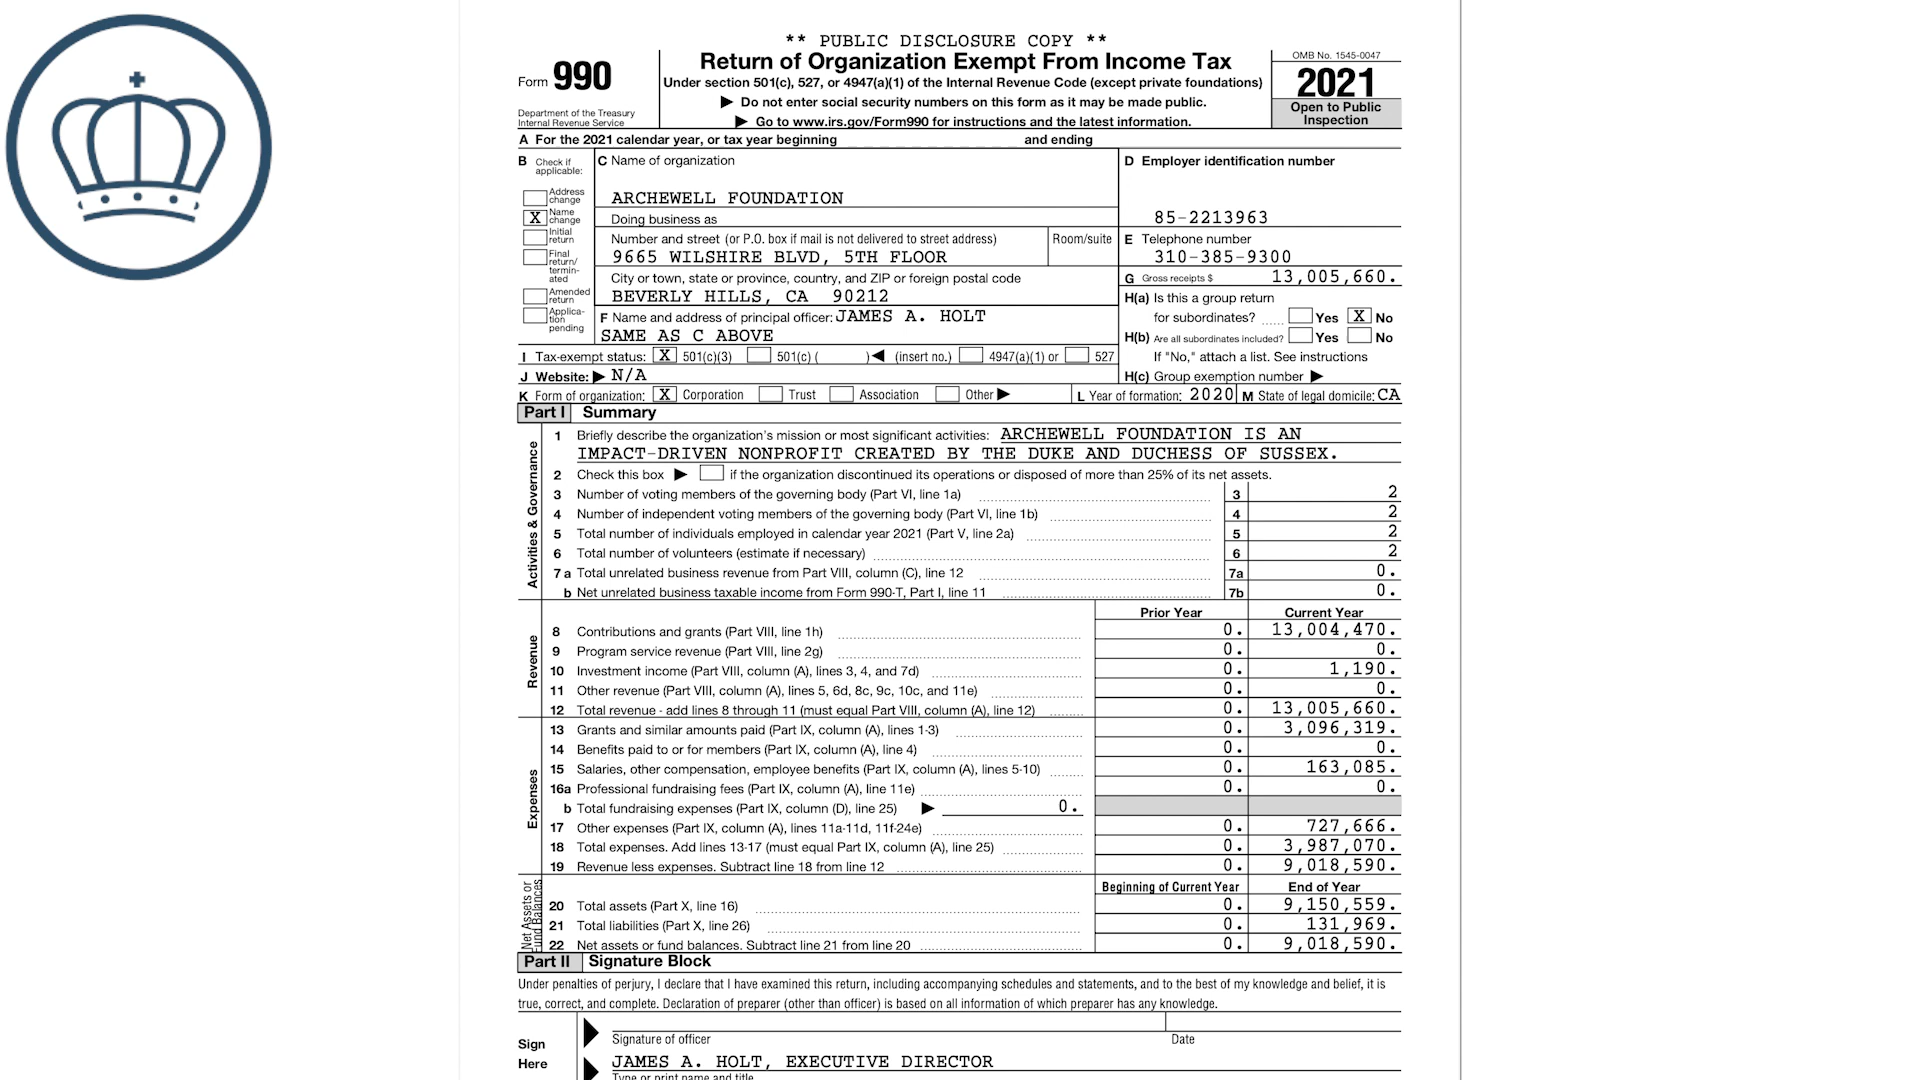 ** PUBLIC DISCLOSURE COPY **
Form 990
Department of the Treasury
Internal Revenue Service
Return of Organization Exempt From Income Tax
Under section 501(c), 527, or 4947(a)(1) of the Internal Revenue Code (except private foundations)
▶ Do not enter social security numbers on this form as it may be made public.
▶ Go to www.irs.gov/Form990 for instructions and the latest information.
OMB No. 1545-0047
2021
Open to Public
Inspection
A For the 2021 calendar year, or tax year beginning and ending
B Check if
applicable:
Address
change
X Name
change
Initial
return
Final
return/
termin-
ated
Amended
return
Applica-
tion
pending
C Name of organization
ARCHEWELL FOUNDATION
Doing business as
Number and street (or P.O. box if mail is not delivered to street address) Room/suite
9665 WILSHIRE BLVD, 5TH FLOOR
City or town, state or province, country, and ZIP or foreign postal code
BEVERLY HILLS, CA 90212
F Name and address of principal officer: JAMES A. HOLT
SAME AS C ABOVE
D Employer identification number
85-2213963
E Telephone number
310-385-9300
G Gross receipts $ 13,005,660.
H(a) Is this a group return
for subordinates? ...... Yes X No
H(b) Are all subordinates included? Yes No
If "No," attach a list. See instructions
H(c) Group exemption number ▶
I Tax-exempt status: X 501(c)(3) 501(c) ( )◀ (insert no.) 4947(a)(1) or 527
J Website: ▶ N/A
K Form of organization: X Corporation Trust Association Other ▶
L Year of formation: 2020 M State of legal domicile: CA
Part I Summary
Activities & Governance
1 Briefly describe the organization's mission or most significant activities: ARCHEWELL FOUNDATION IS AN
IMPACT-DRIVEN NONPROFIT CREATED BY THE DUKE AND DUCHESS OF SUSSEX.
2 Check this box ▶ if the organization discontinued its operations or disposed of more than 25% of its net assets.
3 Number of voting members of the governing body (Part VI, line 1a) 3 2
4 Number of independent voting members of the governing body (Part VI, line 1b) 4 2
5 Total number of individuals employed in calendar year 2021 (Part V, line 2a) 5 2
6 Total number of volunteers (estimate if necessary) 6 2
7 a Total unrelated business revenue from Part VIII, column (C), line 12 7a 0.
b Net unrelated business taxable income from Form 990-T, Part I, line 11 7b 0.
Prior Year Current Year
Revenue
8 Contributions and grants (Part VIII, line 1h) 0. 13,004,470.
9 Program service revenue (Part VIII, line 2g) 0. 0.
10 Investment income (Part VIII, column (A), lines 3, 4, and 7d) 0. 1,190.
11 Other revenue (Part VIII, column (A), lines 5, 6d, 8c, 9c, 10c, and 11e) 0. 0.
12 Total revenue - add lines 8 through 11 (must equal Part VIII, column (A), line 12) 0. 13,005,660.
Expenses
13 Grants and similar amounts paid (Part IX, column (A), lines 1-3) 0. 3,096,319.
14 Benefits paid to or for members (Part IX, column (A), line 4) 0. 0.
15 Salaries, other compensation, employee benefits (Part IX, column (A), lines 5-10) 0. 163,085.
16a Professional fundraising fees (Part IX, column (A), line 11e) 0. 0.
b Total fundraising expenses (Part IX, column (D), line 25) ▶ 0.
17 Other expenses (Part IX, column (A), lines 11a-11d, 11f-24e) 0. 727,666.
18 Total expenses. Add lines 13-17 (must equal Part IX, column (A), line 25) 0. 3,987,070.
19 Revenue less expenses. Subtract line 18 from line 12 0. 9,018,590.
Net Assets or
Fund Balances
Beginning of Current Year End of Year
20 Total assets (Part X, line 16) 0. 9,150,559.
21 Total liabilities (Part X, line 26) 0. 131,969.
22 Net assets or fund balances. Subtract line 21 from line 20 0. 9,018,590.
Part II Signature Block
Under penalties of perjury, I declare that I have examined this return, including accompanying schedules and statements, and to the best of my knowledge and belief, it is
true, correct, and complete. Declaration of preparer (other than officer) is based on all information of which preparer has any knowledge.
Sign
Here
Signature of officer Date
JAMES A. HOLT, EXECUTIVE DIRECTOR
Type or print name and title